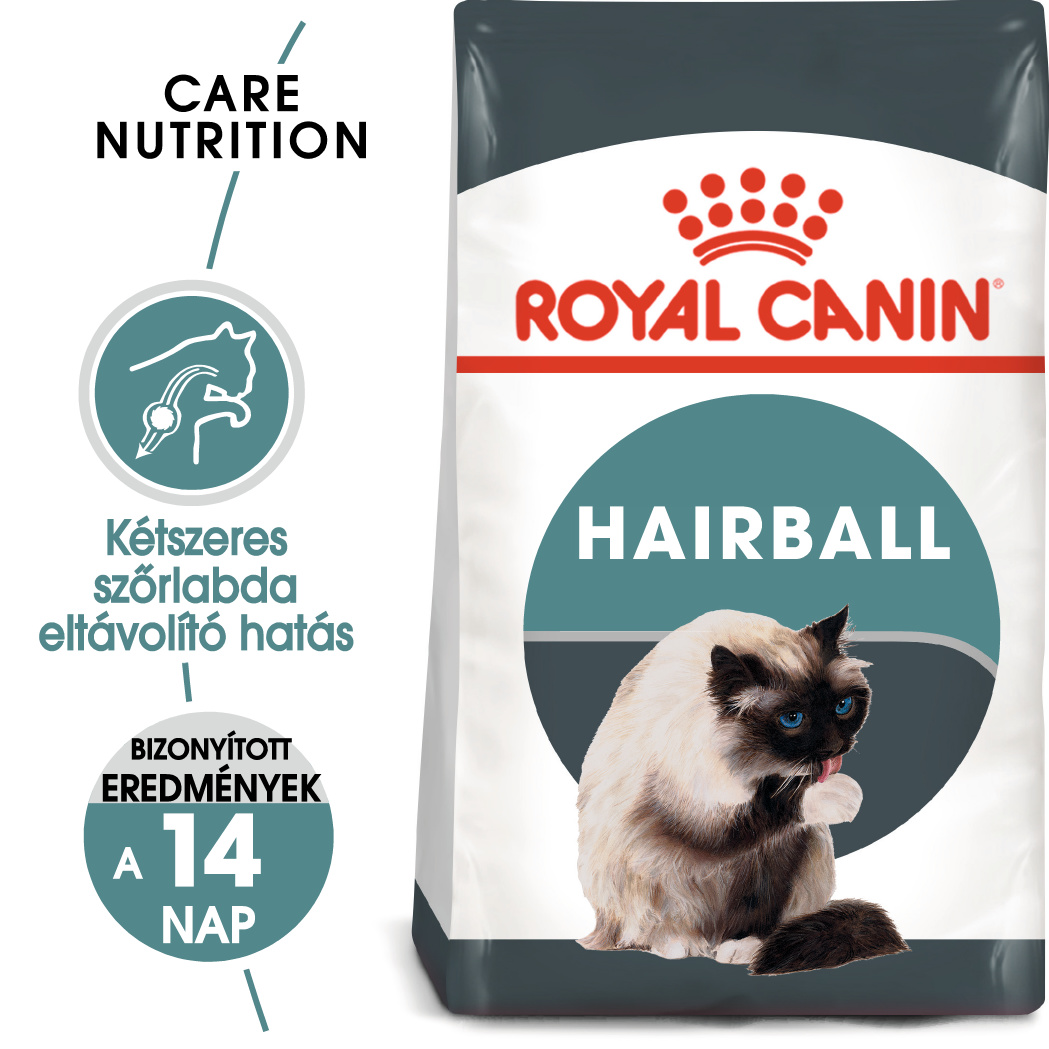 CARE
NUTRITION
Kétszeres
szőrlabda
eltávolító hatás
BIZONYÍTOTT
EREDMÉNYEK
A 14
NAP
ROYAL CANIN®
HAIRBALL